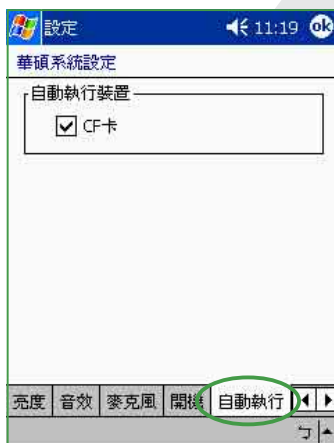 設定 11:19 ok
華碩系統設定
自動執行裝置
CF卡
亮度 音效 麥克風 開機 自動執行
ㄅ